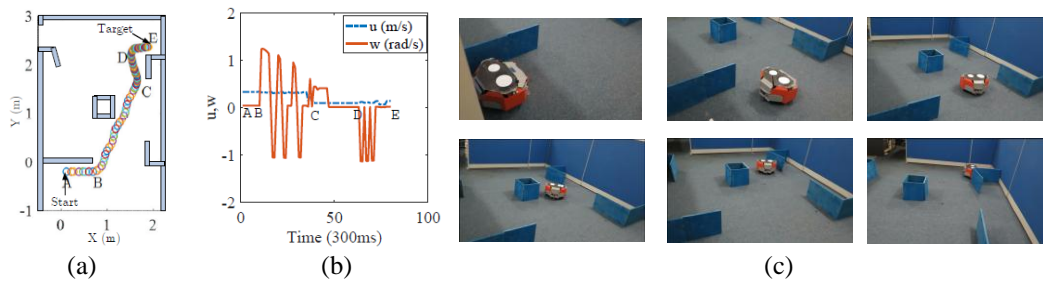 3
2
1
0
-1
Y (m)
Target
E
D
C
A
B
Start
0
1
2
X (m)
(a)
2
1
0
-1
-2
u,w
u (m/s)
w (rad/s)
A B C D E
0
50
100
Time (300ms)
(b)
(c)